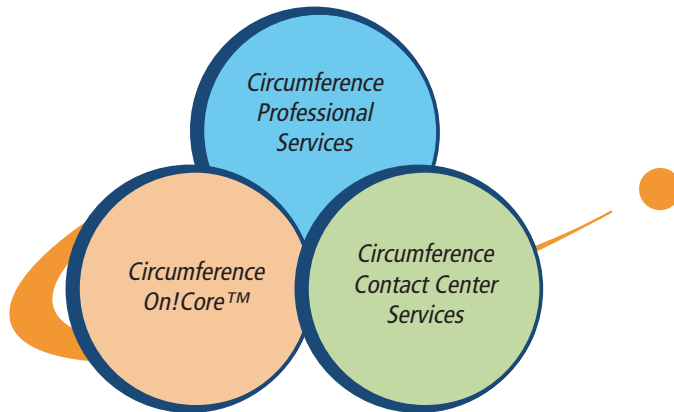 Circumference
Professional
Services
Circumference
On!Core™
Circumference
Contact Center
Services